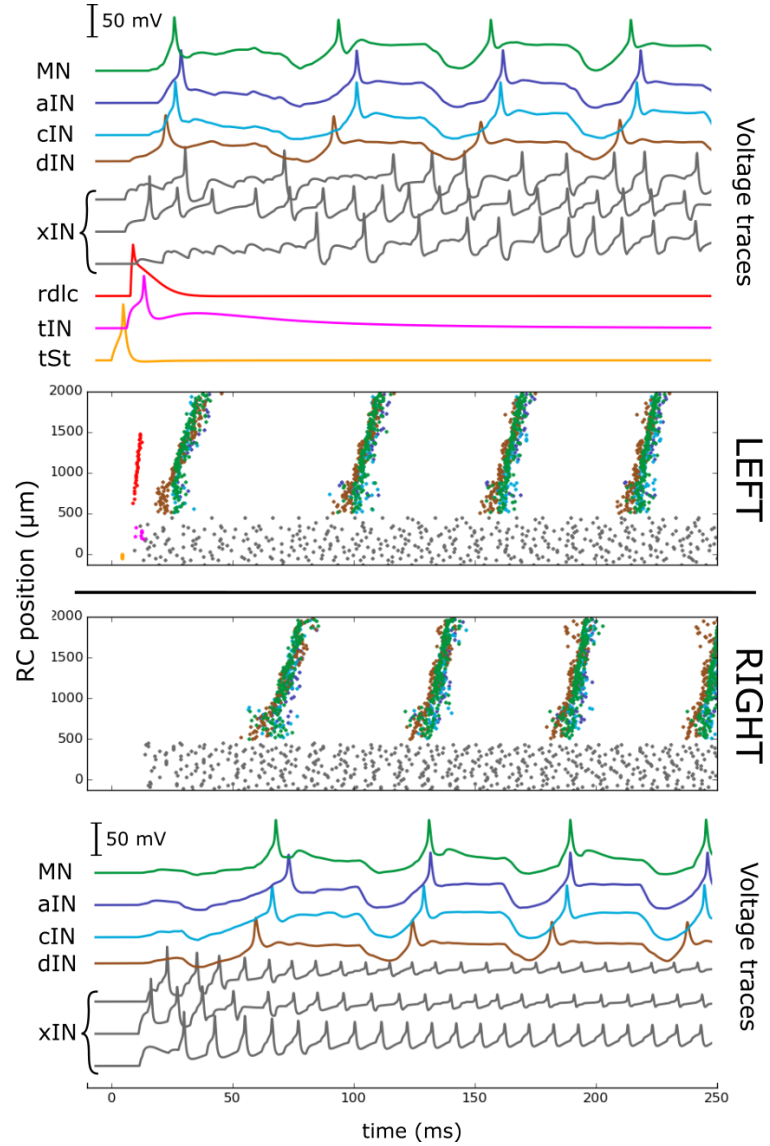 50 mV
MN
aIN
cIN
dIN
xIN
rdlc
tIN
tSt
Voltage traces
2000
1500
1000
500
0
LEFT
RC position (µm)
2000
1500
1000
500
0
RIGHT
50 mV
MN
aIN
cIN
dIN
xIN
Voltage traces
0 50 100 150 200 250
time (ms)